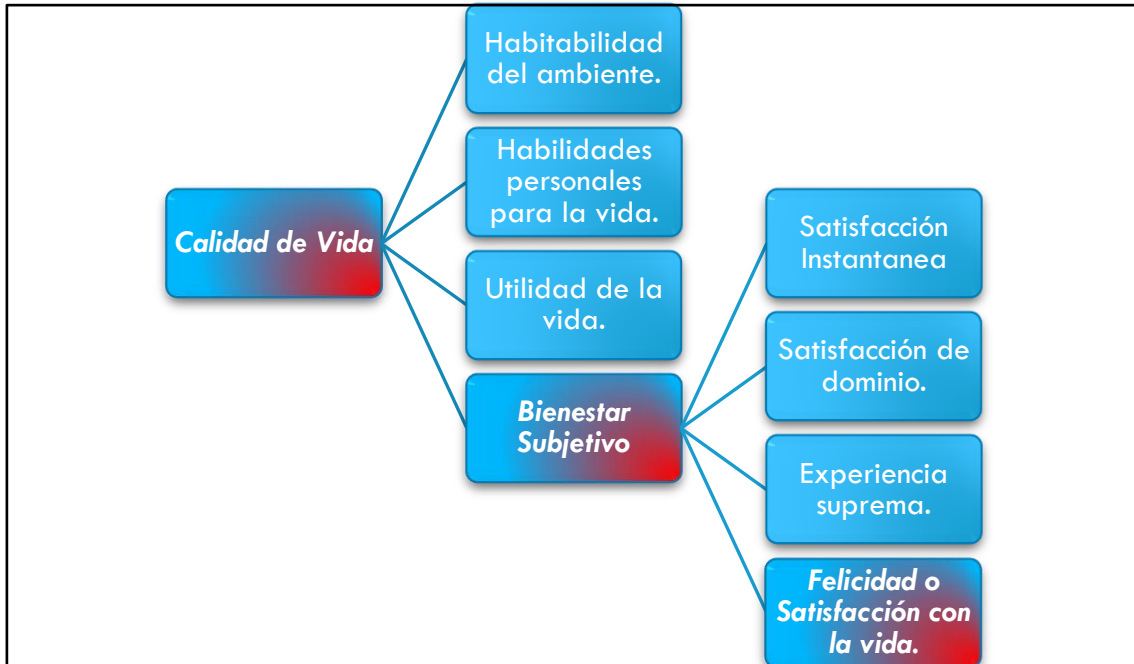 Calidad de Vida
Habitabilidad
del ambiente.
Habilidades
personales
para la vida.
Utilidad de la
vida.
Bienestar
Subjetivo
Satisfacción
Instantanea
Satisfacción de
dominio.
Experiencia
suprema.
Felicidad o
Satisfacción con
la vida.